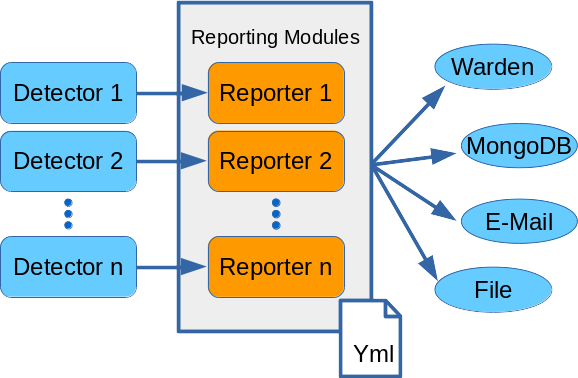 Reporting Modules
Detector 1
Reporter 1
Detector 2
Reporter 2
Detector n
Reporter n
Warden
MongoDB
E-Mail
File
Yml